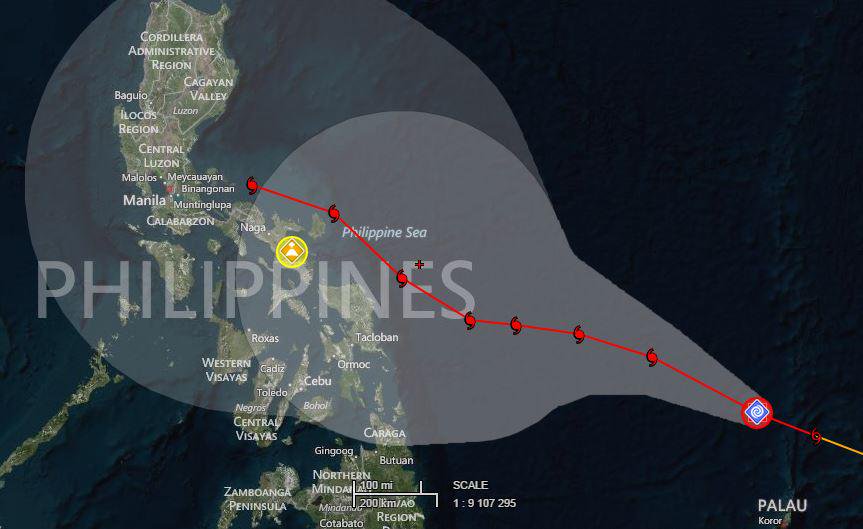 CORDILLERA
ADMINISTRATIVE
REGION
CAGAYAN
VALLEY
Baguio
Luzon
ILOCOS
REGION
CENTRAL
LUZON
Malolos
Meycauayan
Binangonan
Manila
Muntinglupa
CALABARZON
Naga
Philippine Sea
PHILIPPINES
Roxas
Tacloban
WESTERN
VISAYAS
Cadiz
Ormoc
Toledo
Cebu
Negros
Bohol
CENTRAL
VISAYAS
CARAGA
Gingoog
Butuan
NORTHERN
MINDANAO
ZAMBOANGA
PENINSULA
Mindanao
REGION
Cotabato
100 mi
200 km
SCALE
1 : 9 107 295
PALAU
Koror